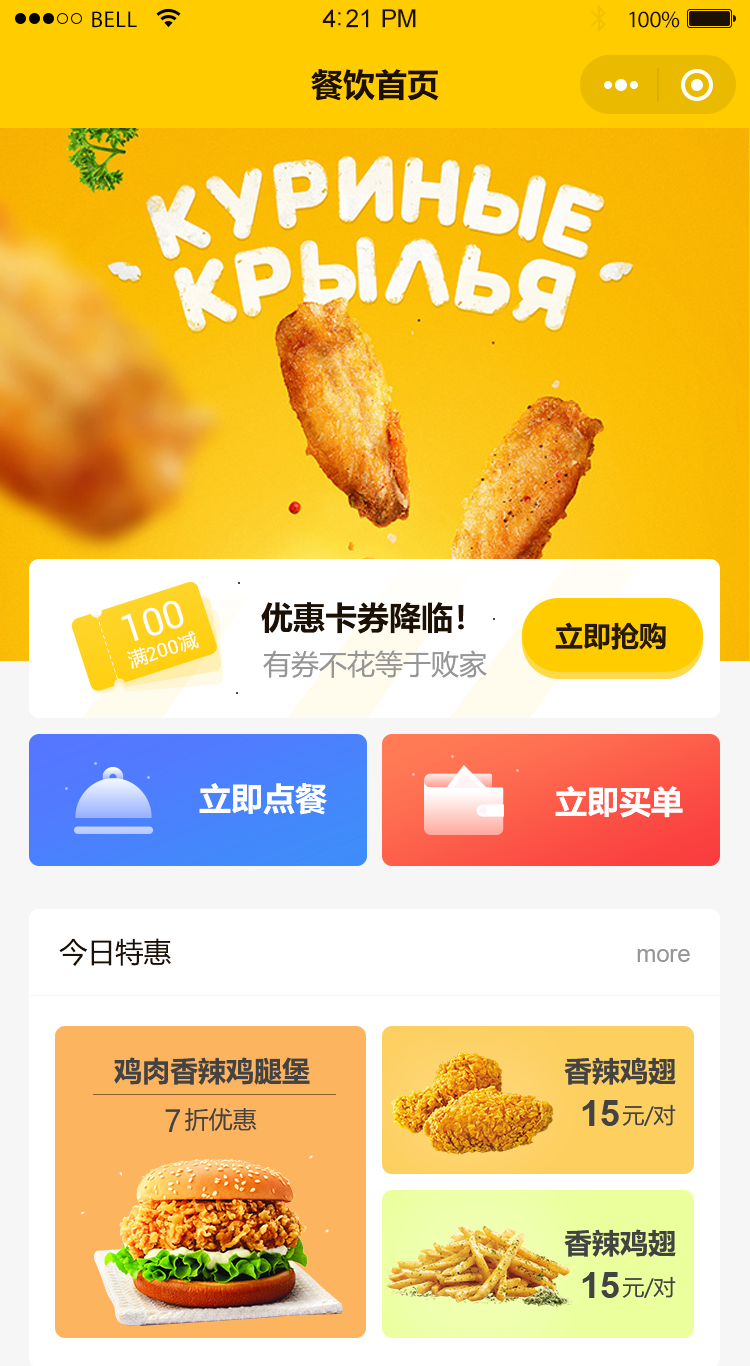 BELL 4:21 PM 100%
餐饮首页
КУРИНЫЕ
КРЫЛЬЯ
100
满200减
优惠卡券降临！
有券不花等于败家
立即抢购
立即点餐
立即买单
今日特惠
more
鸡肉香辣鸡腿堡
7折优惠
香辣鸡翅
15元/对
香辣鸡翅
15元/对